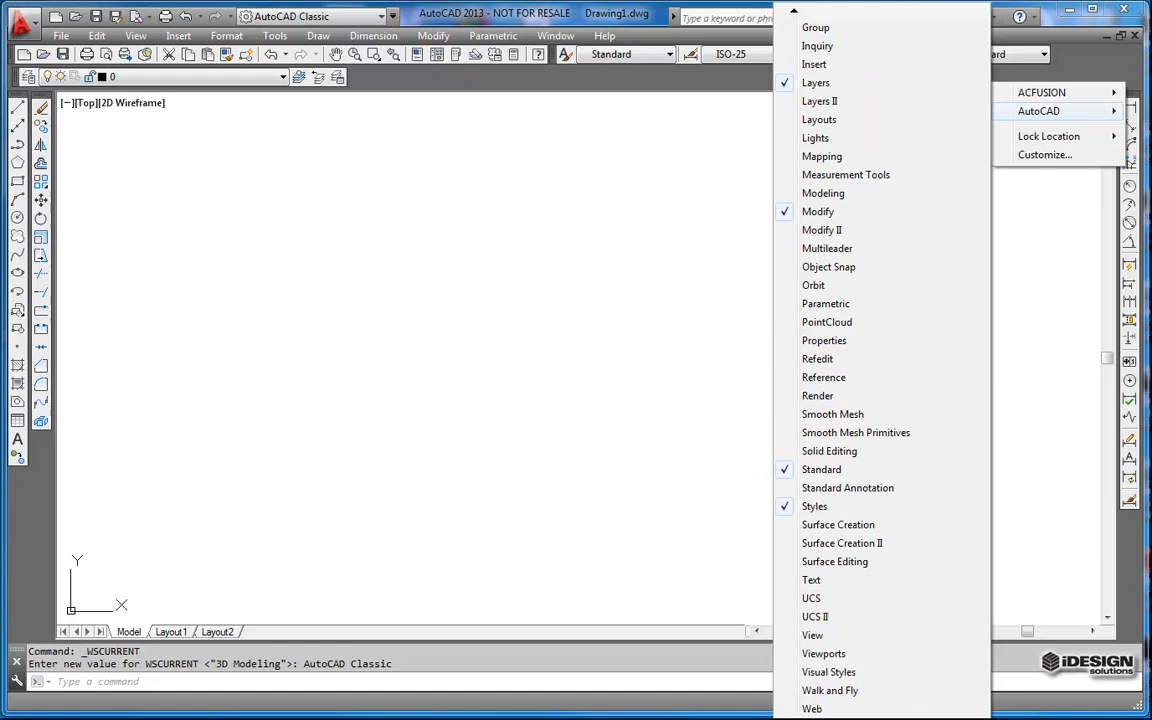 AutoCAD Classic
AutoCAD 2013 - NOT FOR RESALE Drawing1.dwg
Type a keyword or phr
File Edit View Insert Format Tools Draw Dimension Modify Parametric Window Help
Standard
ISO-25
ard
0
[−][Top][2D Wireframe]
Group
Inquiry
Insert
Layers
Layers II
Layouts
Lights
Mapping
Measurement Tools
Modeling
Modify
Modify II
Multileader
Object Snap
Orbit
Parametric
PointCloud
Properties
Refedit
Reference
Render
Smooth Mesh
Smooth Mesh Primitives
Solid Editing
Standard
Standard Annotation
Styles
Surface Creation
Surface Creation II
Surface Editing
Text
UCS
UCS II
View
Viewports
Visual Styles
Walk and Fly
Web
ACFUSION
AutoCAD
Lock Location
Customize...
A
Y
X
Model Layout1 Layout2
Command: _WSCURRENT
Enter new value for WSCURRENT <"3D Modeling">: AutoCAD Classic
Type a command
iDESIGN
solutions